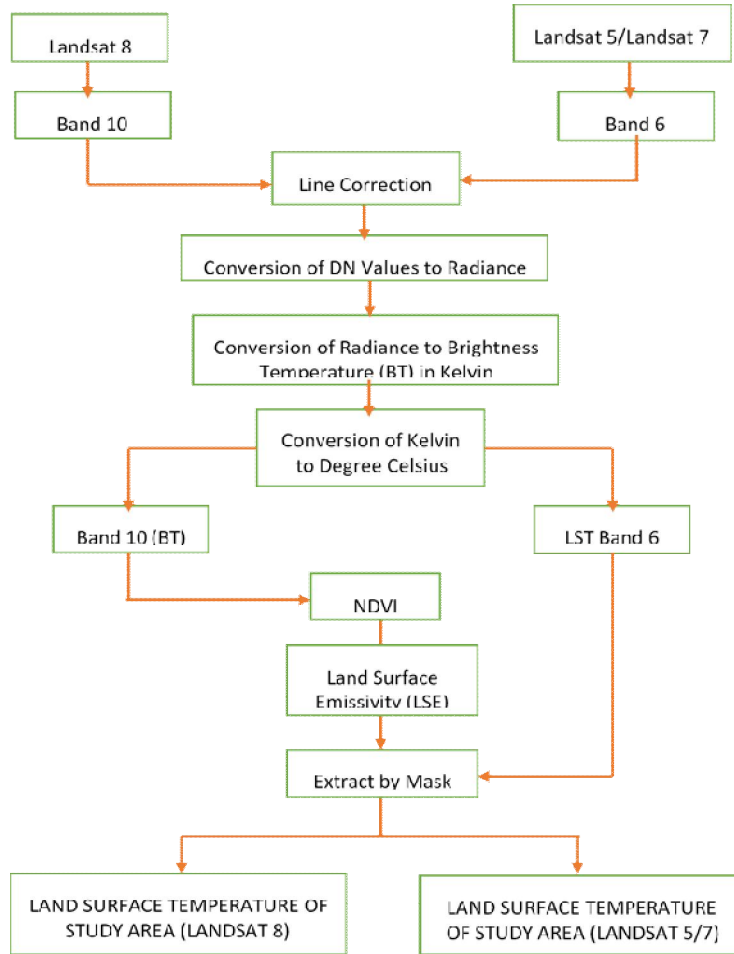 Landsat 8
Landsat 5/Landsat 7
Band 10
Band 6
Line Correction
Conversion of DN Values to Radiance
Conversion of Radiance to Brightness
Temperature (BT) in Kelvin
Conversion of Kelvin
to Degree Celsius
Band 10 (BT)
LST Band 6
NDVI
Land Surface
Emissivity (LSE)
Extract by Mask
LAND SURFACE TEMPERATURE OF
STUDY AREA (LANDSAT 8)
LAND SURFACE TEMPERATURE
OF STUDY AREA (LANDSAT 5/7)